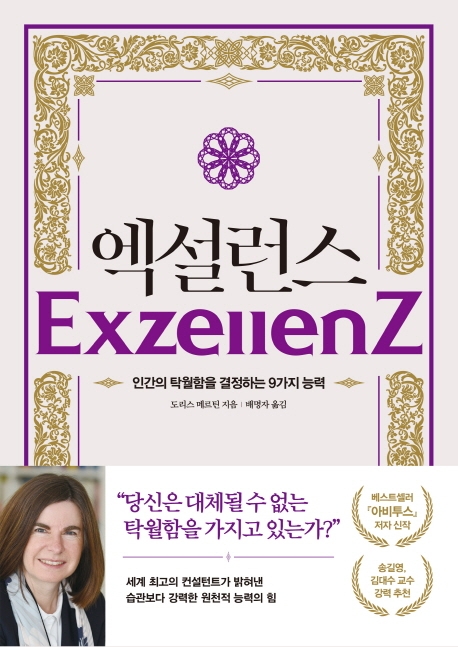 엑설런스
ExzellenZ
인간의 탁월함을 결정하는 9가지 능력
도리스 메르틴 지음 | 배명자 옮김
“당신은 대체될 수 없는
탁월함을 가지고 있는가?”
세계 최고의 컨설턴트가 밝혀낸
습관보다 강력한 원천적 능력의 힘
베스트셀러
「아비투스」
저자 신작
송길영,
김대수 교수
강력 추천